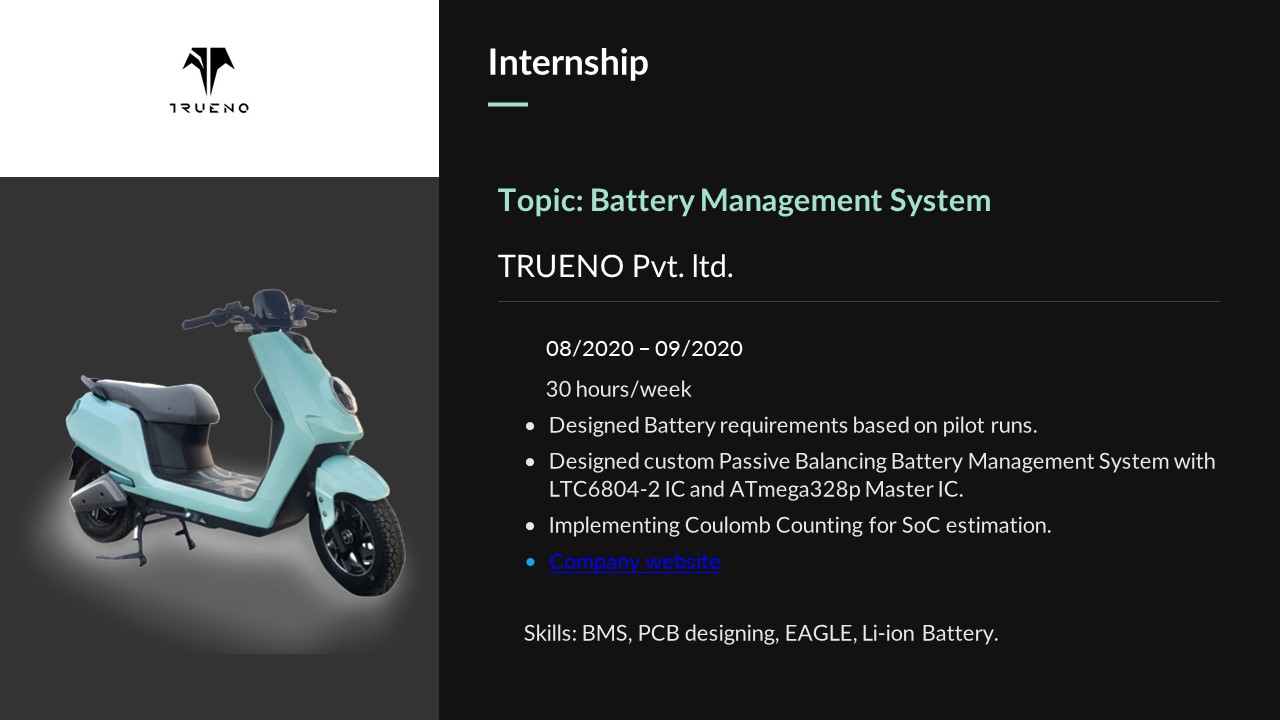 TRUENO
Internship
Topic: Battery Management System
TRUENO Pvt. ltd.
08/2020 – 09/2020
30 hours/week
• Designed Battery requirements based on pilot runs.
• Designed custom Passive Balancing Battery Management System with
LTC6804-2 IC and ATmega328p Master IC.
• Implementing Coulomb Counting for SoC estimation.
• Company website
Skills: BMS, PCB designing, EAGLE, Li-ion Battery.